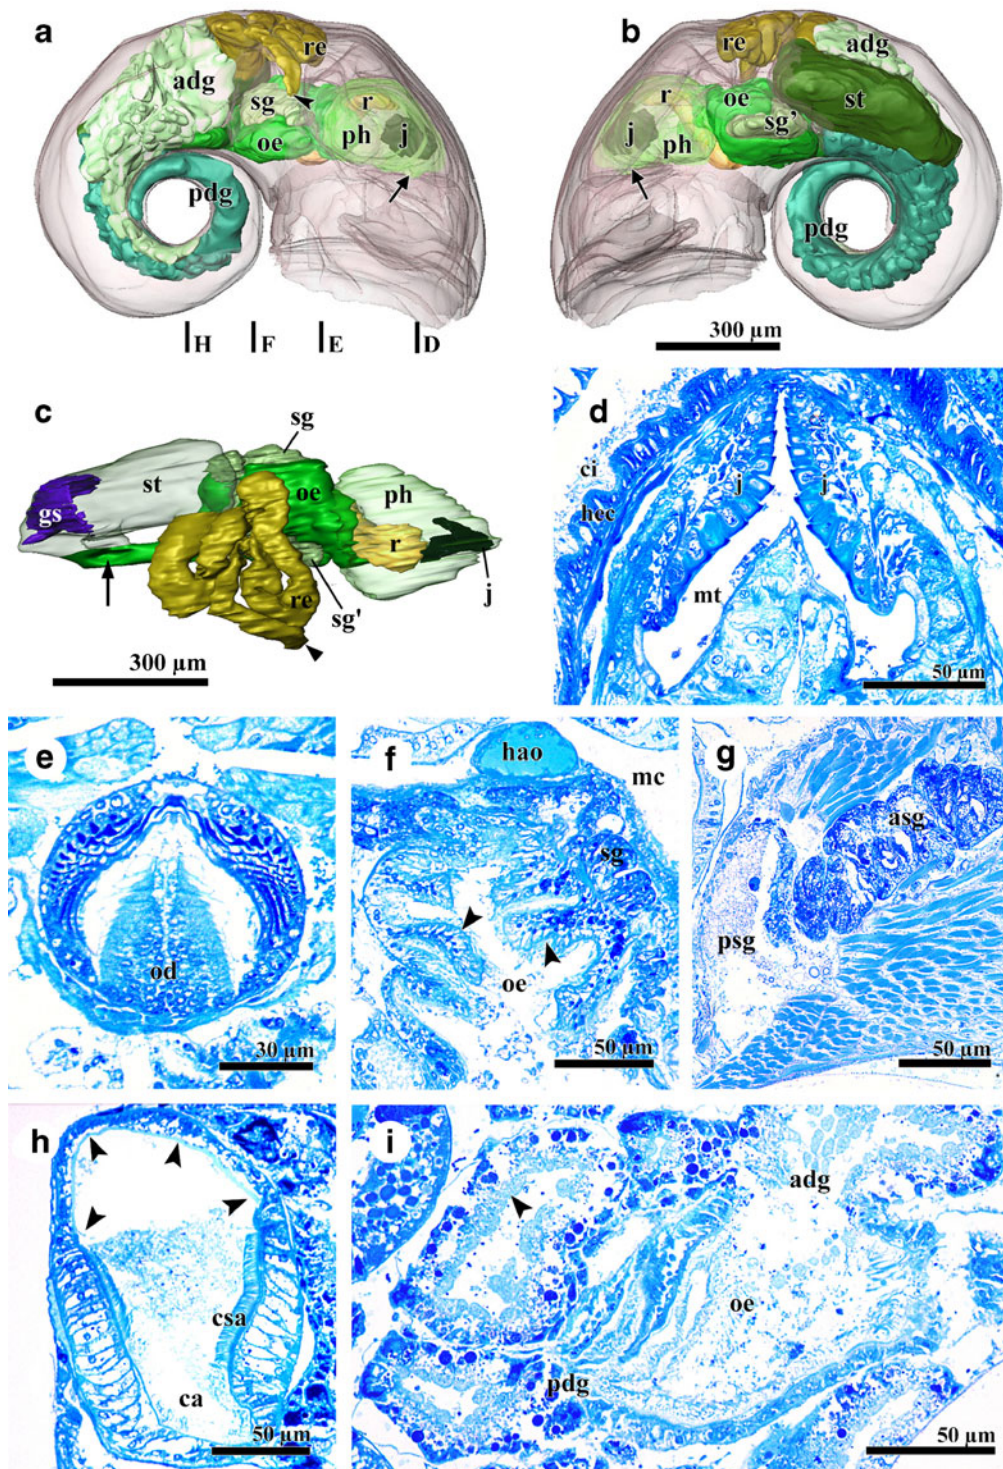 a
re
adg
sg
r
oe
ph
j
pdg
H
F
E
D
b
re
adg
oe
st
r
sg'
j
ph
pdg
300 µm
c
sg
st
oe
ph
gs
r
re
sg'
j
300 µm
d
ci
j
j
hec
mt
50 µm
e
od
30 µm
f
hao
mc
sg
oe
50 µm
g
asg
psg
50 µm
h
csa
ca
50 µm
i
adg
oe
pdg
50 µm